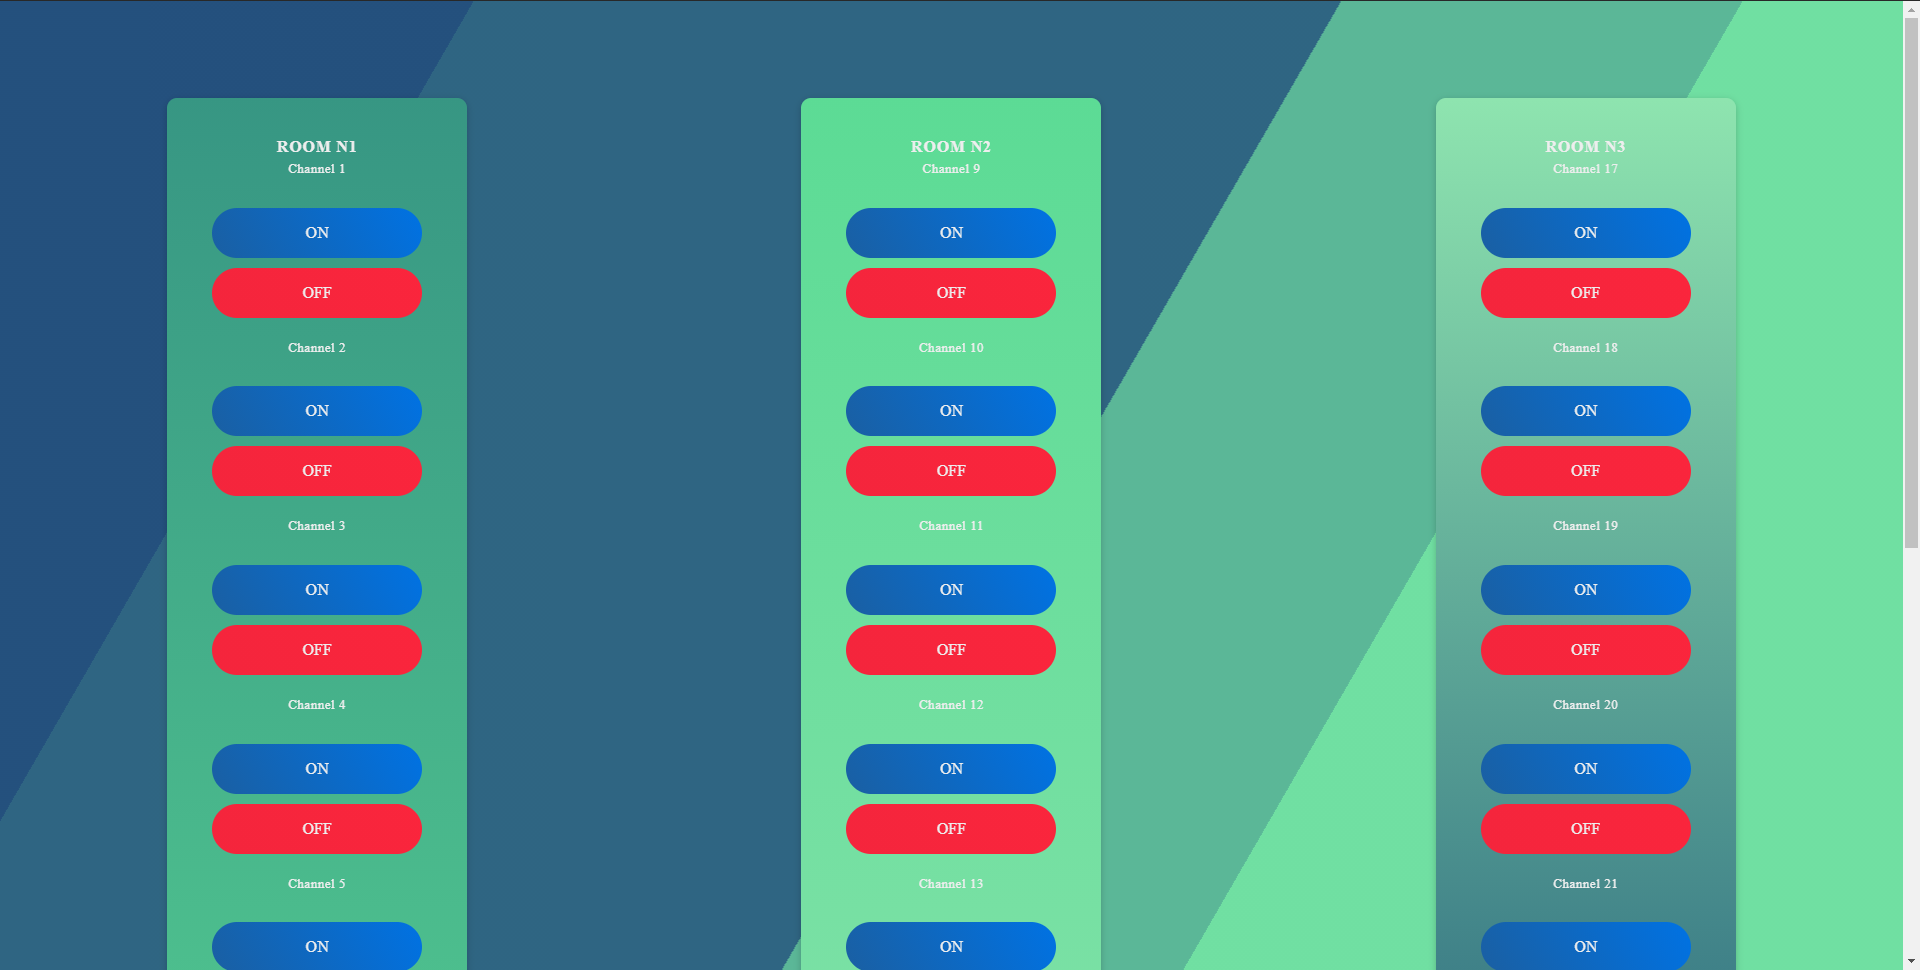 ROOM N1
Channel 1
ON
OFF
Channel 2
ON
OFF
Channel 3
ON
OFF
Channel 4
ON
OFF
Channel 5
ON
ROOM N2
Channel 9
ON
OFF
Channel 10
ON
OFF
Channel 11
ON
OFF
Channel 12
ON
OFF
Channel 13
ON
ROOM N3
Channel 17
ON
OFF
Channel 18
ON
OFF
Channel 19
ON
OFF
Channel 20
ON
OFF
Channel 21
ON